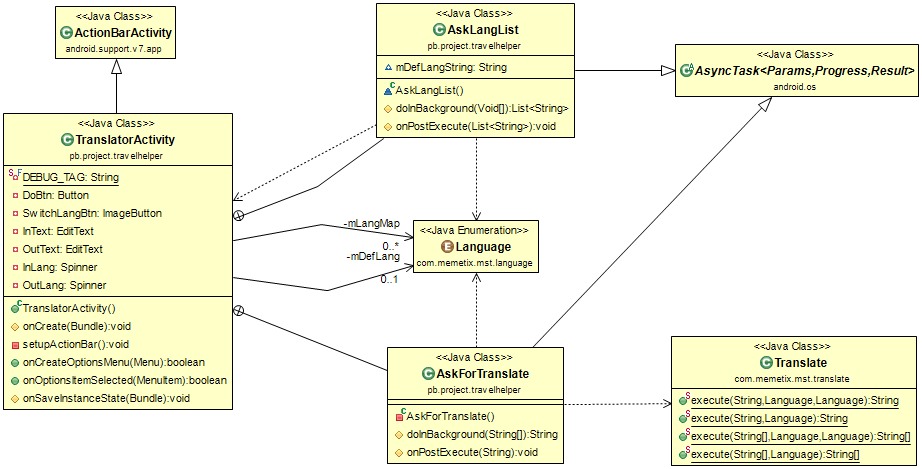 <<Java Class>>
ActionBarActivity
android.support.v7.app
<<Java Class>>
AskLangList
pb.project.travelhelper
mDefLangString: String
AskLangList()
doInBackground(Void[]):List<String>
onPostExecute(List<String>):void
<<Java Class>>
AsyncTask<Params,Progress,Result>
android.os
<<Java Class>>
TranslatorActivity
pb.project.travelhelper
DEBUG_TAG: String
DoBtn: Button
SwitchLangBtn: ImageButton
InText: EditText
OutText: EditText
InLang: Spinner
OutLang: Spinner
TranslatorActivity()
onCreate(Bundle):void
setupActionBar():void
onCreateOptionsMenu(Menu):boolean
onOptionsItemSelected(MenuItem):boolean
onSaveInstanceState(Bundle):void
-mLangMap
0..*
-mDefLang
0..1
<<Java Enumeration>>
Language
com.memetix.mst.language
<<Java Class>>
AskForTranslate
pb.project.travelhelper
AskForTranslate()
doInBackground(String[]):String
onPostExecute(String):void
<<Java Class>>
Translate
com.memetix.mst.translate
execute(String,Language,Language):String
execute(String,Language):String
execute(String[],Language,Language):String[]
execute(String[],Language):String[]